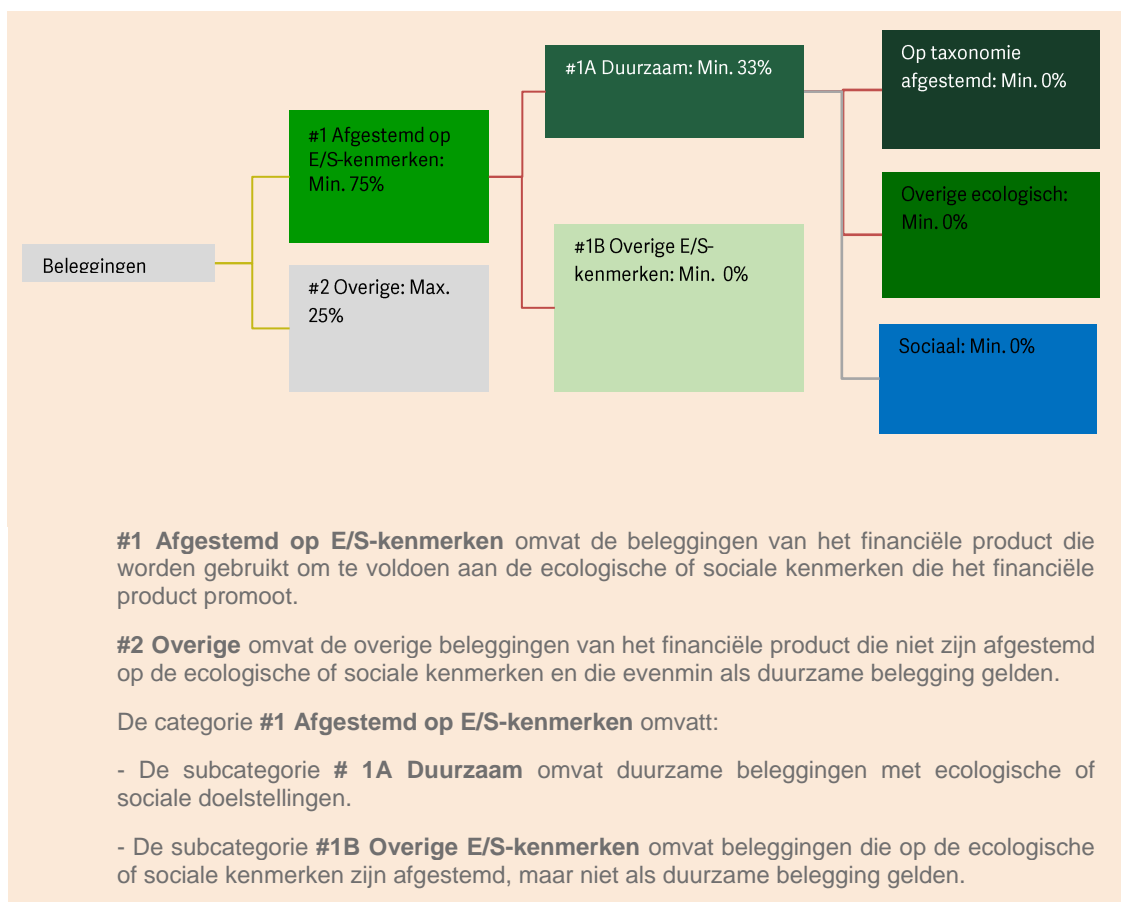 Beleggingen
#1 Afgestemd op
E/S-kenmerken:
Min. 75%
#2 Overige: Max.
25%
#1A Duurzaam: Min. 33%
#1B Overige E/S-
kenmerken: Min. 0%
Op taxonomie
afgestemd: Min. 0%
Overige ecologisch:
Min. 0%
Sociaal: Min. 0%
#1 Afgestemd op E/S-kenmerken omvat de beleggingen van het financiële product die
worden gebruikt om te voldoen aan de ecologische of sociale kenmerken die het financiële
product promoot.
#2 Overige omvat de overige beleggingen van het financiële product die niet zijn afgestemd
op de ecologische of sociale kenmerken en die evenmin als duurzame belegging gelden.
De categorie #1 Afgestemd op E/S-kenmerken omvatt:
- De subcategorie # 1A Duurzaam omvat duurzame beleggingen met ecologische of
sociale doelstellingen.
- De subcategorie #1B Overige E/S-kenmerken omvat beleggingen die op de ecologische
of sociale kenmerken zijn afgestemd, maar niet als duurzame belegging gelden.